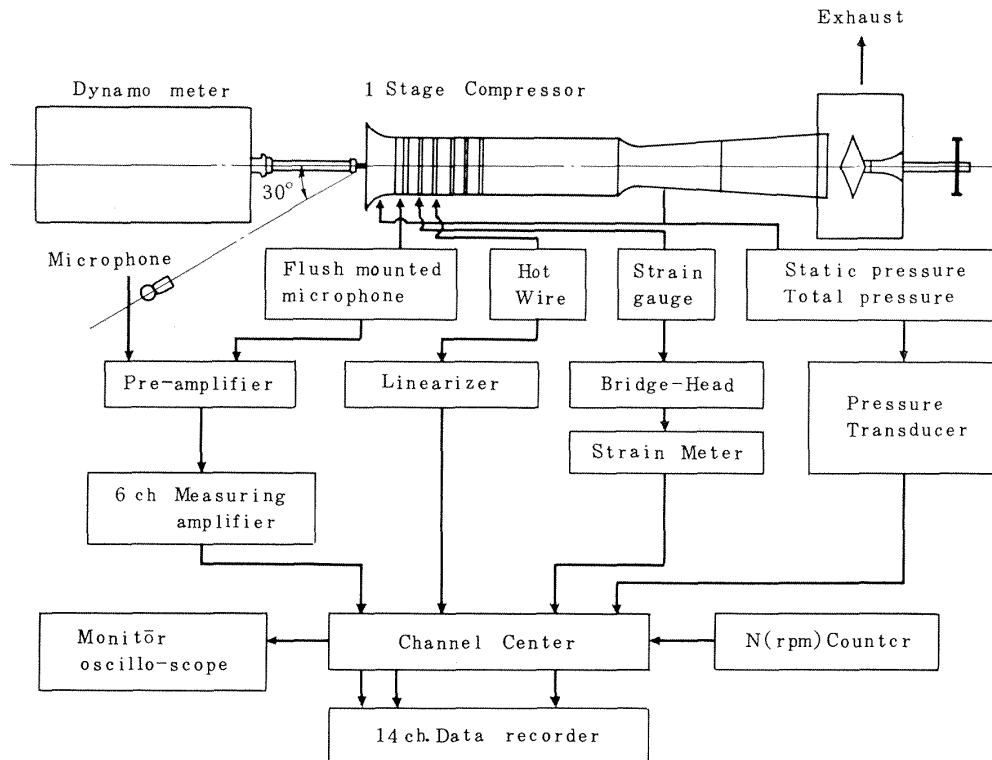 Exhaust
Dynamo meter
1 Stage Compressor
30°
Microphone
Flush mounted
microphone
Hot
Wire
Strain
gauge
Static pressure
Total pressure
Pre-amplifier
Linearizer
Bridge-Head
Pressure
Transducer
Strain Meter
6 ch Measuring
amplifier
Monitōr
oscillo-scope
Channel Center
N(rpm) Countcr
14 ch. Data recorder